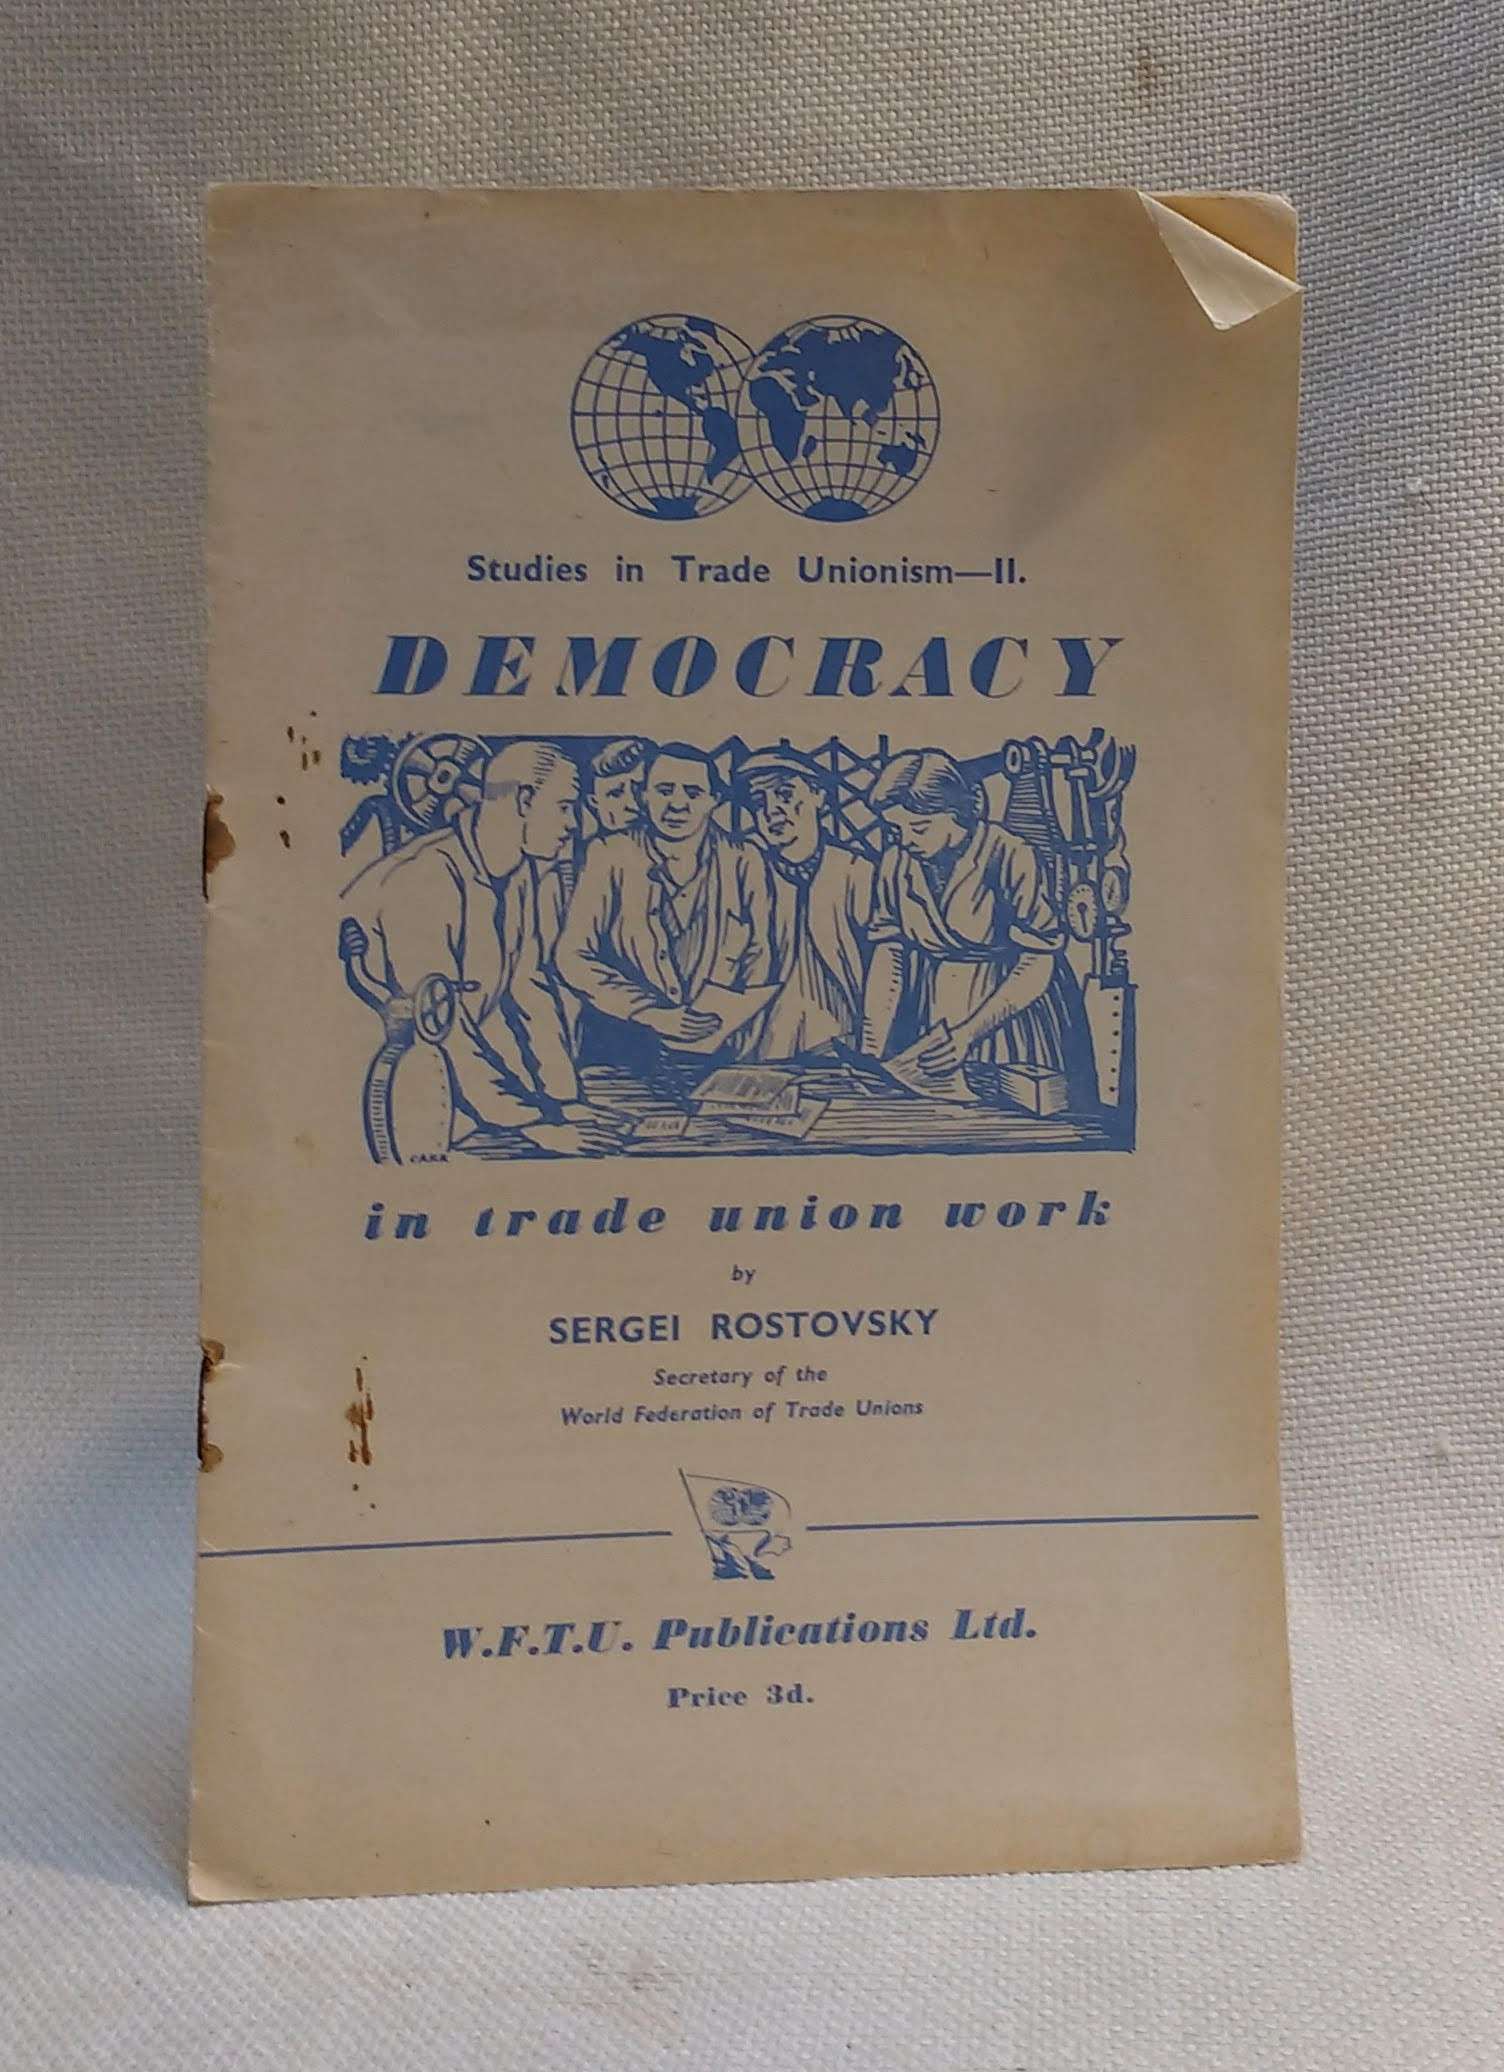 Studies in Trade Unionism—II.
DEMOCRACY
CARR
in trade union work
by
SERGEI ROSTOVSKY
Secretary of the
World Federation of Trade Unions
W.F.T.U. Publications Ltd.
Price 3d.